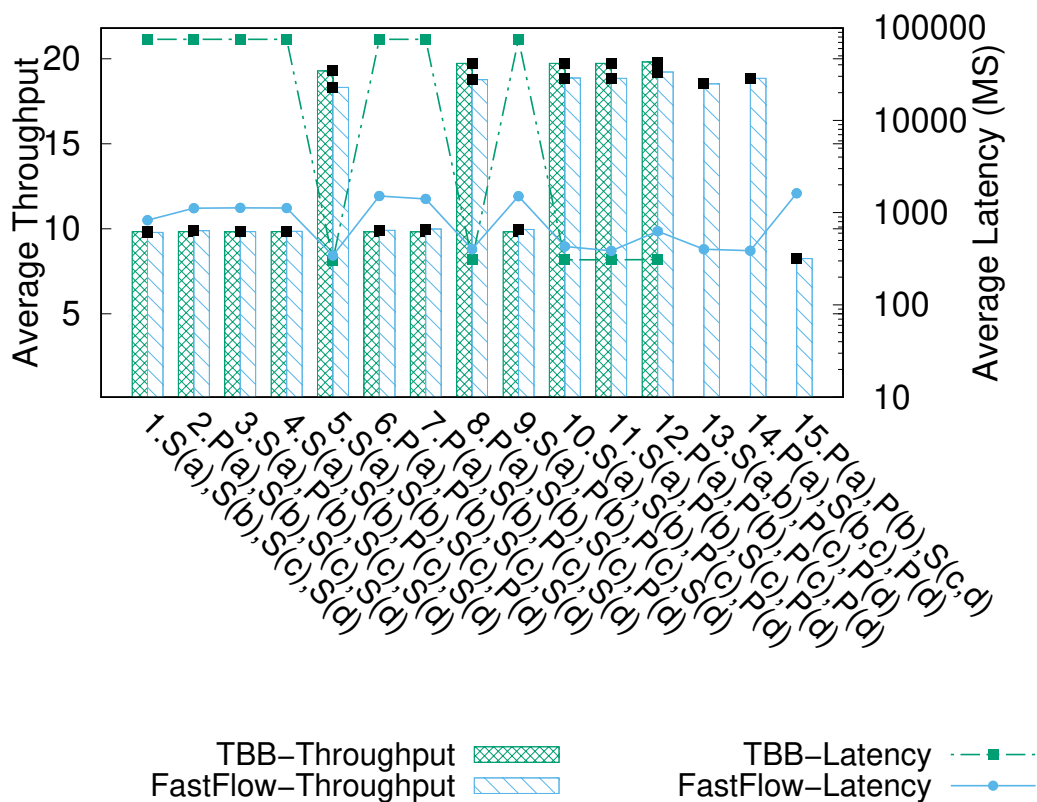 Average Throughput
20
15
10
5
100000
10000
1000
100
10
Average Latency (MS)
1.S(a),S(b),S(c),S(d)
2.P(a),S(b),S(c),S(d)
3.S(a),P(b),S(c),S(d)
4.S(a),S(b),P(c),S(d)
5.S(a),S(b),S(c),P(d)
6.P(a),P(b),S(c),S(d)
7.P(a),S(b),P(c),S(d)
8.P(a),S(b),S(c),P(d)
9.S(a),P(b),P(c),S(d)
10.S(a),S(b),P(c),P(d)
11.S(a),P(b),S(c),P(d)
12.P(a),P(b),P(c),P(d)
13.S(a,b),P(c),P(d)
14.P(a),S(b,c),P(d)
15.P(a),P(b),S(c,d)
TBB−Throughput
FastFlow−Throughput
TBB−Latency
FastFlow−Latency